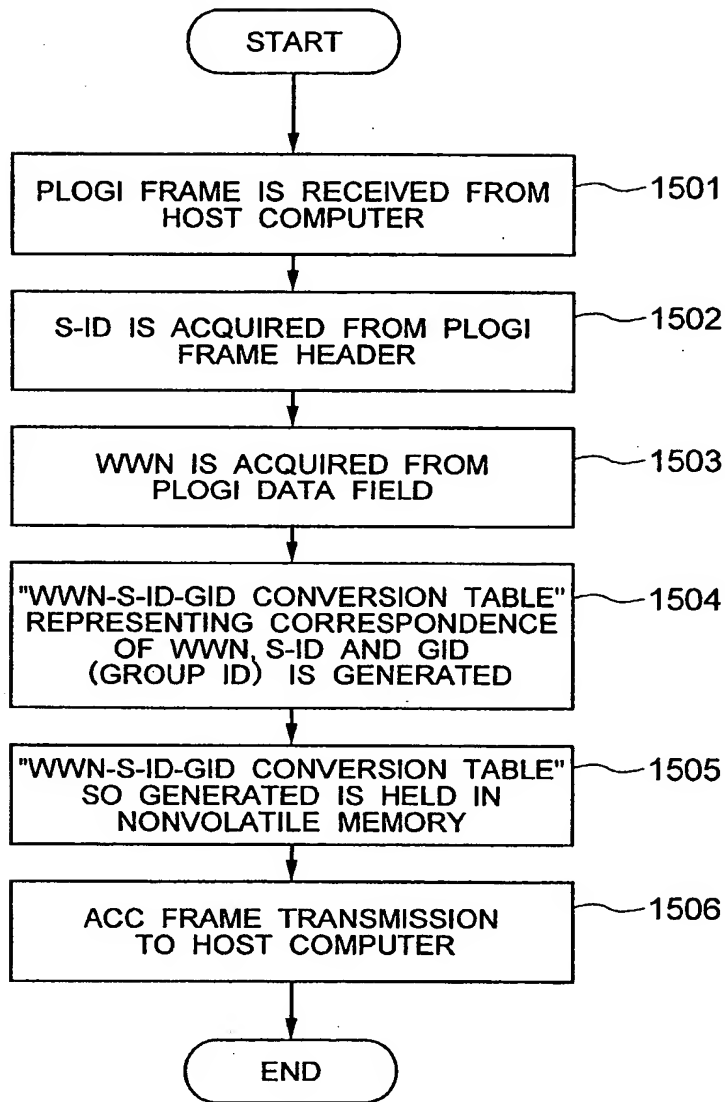 START
PLOGI FRAME IS RECEIVED FROM
HOST COMPUTER
1501
S-ID IS ACQUIRED FROM PLOGI
FRAME HEADER
1502
WWN IS ACQUIRED FROM
PLOGI DATA FIELD
1503
"WWN-S-ID-GID CONVERSION TABLE"
REPRESENTING CORRESPONDENCE
OF WWN, S-ID AND GID
(GROUP ID) IS GENERATED
1504
"WWN-S-ID-GID CONVERSION TABLE"
SO GENERATED IS HELD IN
NONVOLATILE MEMORY
1505
ACC FRAME TRANSMISSION
TO HOST COMPUTER
1506
END